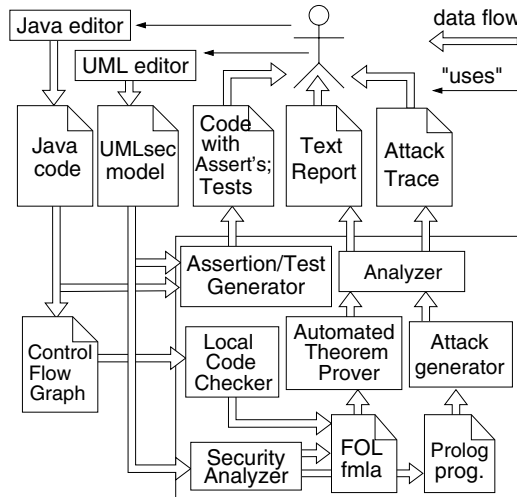 Java editor
data flow
UML editor
"uses"
Java
code
UMLsec
model
Code
with
Assert's;
Tests
Text
Report
Attack
Trace
Assertion/Test
Generator
Analyzer
Control
Flow
Graph
Local
Code
Checker
Automated
Theorem
Prover
Attack
generator
Security
Analyzer
FOL
fmla
Prolog
prog.